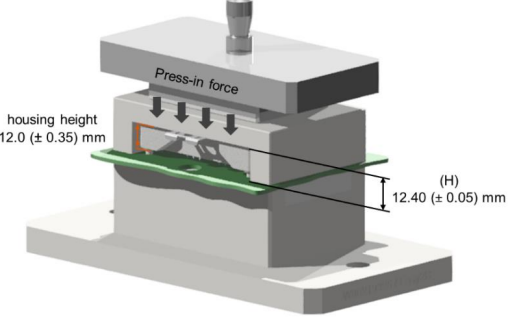 Press-in force
housing height
12.0 (± 0.35) mm
(H)
12.40 (± 0.05) mm